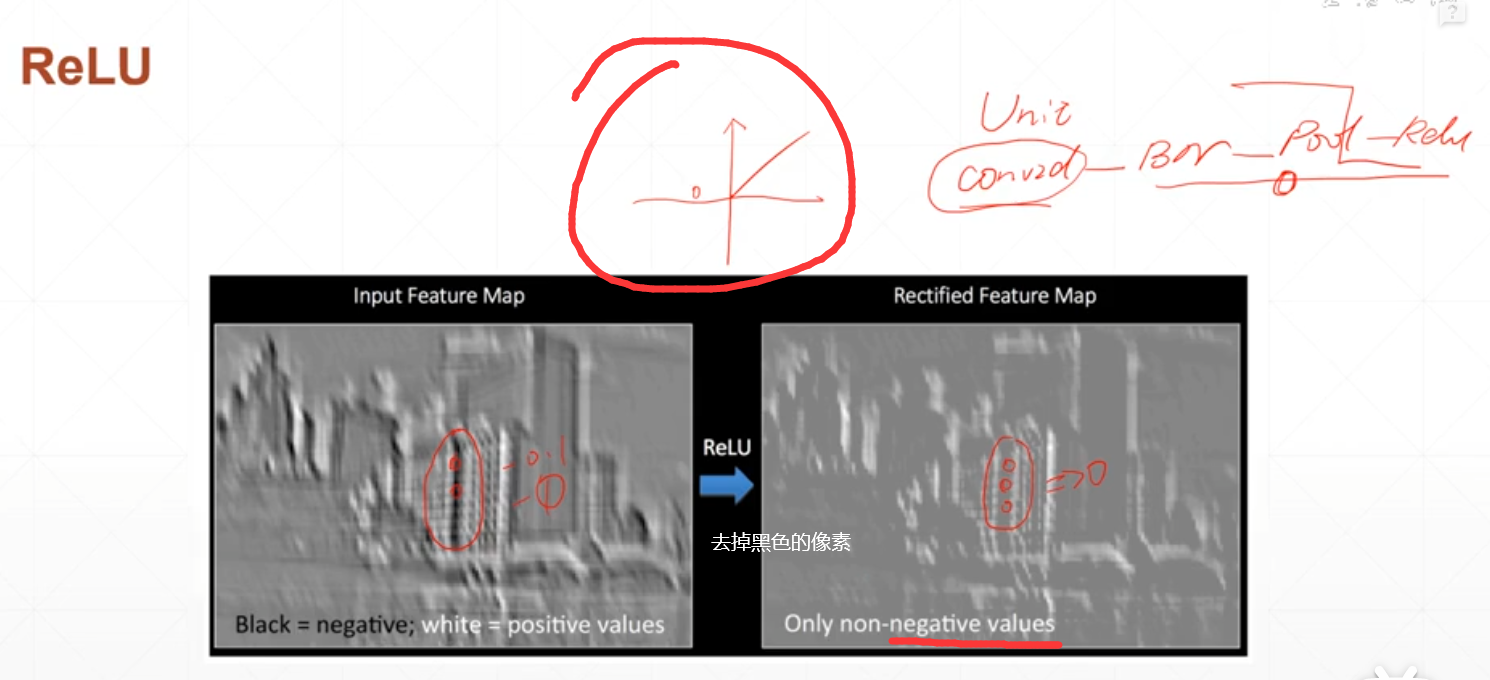 ReLU
Unit
conv2d - BN - Pool - Relu
0
0
Input Feature Map
Rectified Feature Map
ReLU
0.1
=>0
去掉黑色的像素
Black = negative; white = positive values
Only non-negative values